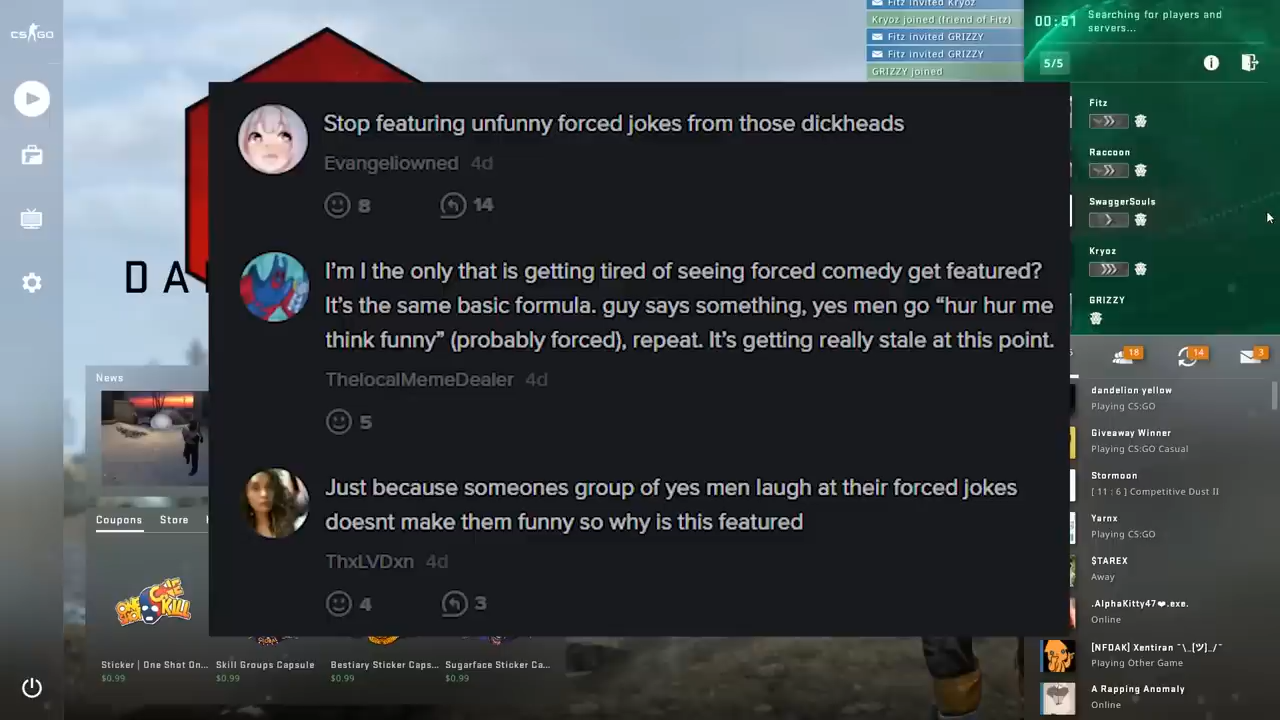 CS:GO
Fitz invited Kryoz
Kryoz joined (friend of Fitz)
Fitz invited GRIZZY
Fitz invited GRIZZY
GRIZZY joined
00:51
Searching for players and
servers...
5/5
Fitz
Raccoon
SwaggerSouls
Kryoz
GRIZZY
Stop featuring unfunny forced jokes from those dickheads
Evangeliowned 4d
8 14
I'm I the only that is getting tired of seeing forced comedy get featured?
It's the same basic formula. guy says something, yes men go “hur hur me
think funny” (probably forced), repeat. It's getting really stale at this point.
ThelocalMemeDealer 4d
5
Just because someones group of yes men laugh at their forced jokes
doesnt make them funny so why is this featured
ThxLVDxn 4d
4 3
DA
News
Coupons Store
ONE SHOT ONE KILL
Sticker | One Shot On... Skill Groups Capsule Bestiary Sticker Caps... Sugarface Sticker Ca...
$0.99 $0.99 $0.99 $0.99
18 14 3
dandelion yellow
Playing CS:GO
Giveaway Winner
Playing CS:GO Casual
Stormoon
[ 11 : 6 ] Competitive Dust II
Yarnx
Playing CS:GO
$TAREX
Away
.AlphaKitty47❤.exe.
Online
[NFDAK] Xentiran ¯\_[ツ]_/¯
Playing Other Game
A Rapping Anomaly
Online